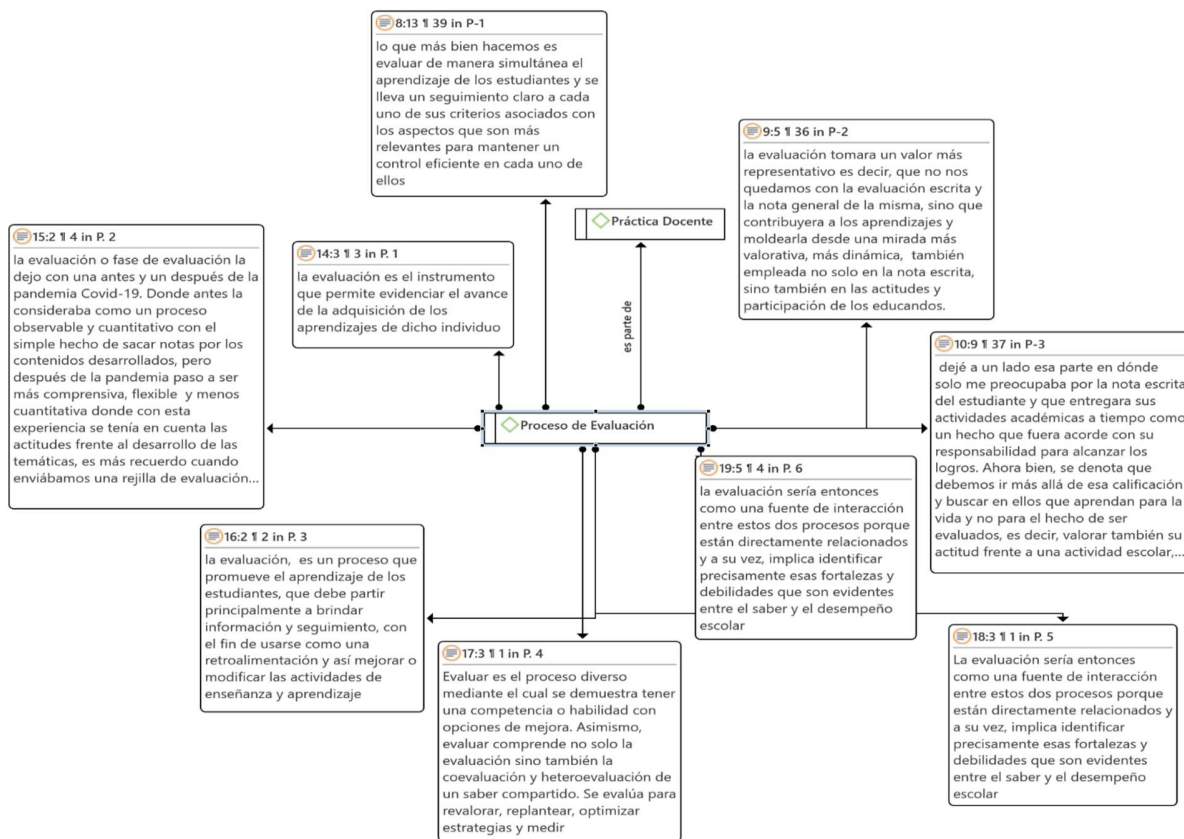 8:13 ¶ 39 in P-1
lo que más bien hacemos es
evaluar de manera simultánea el
aprendizaje de los estudiantes y se
lleva un seguimiento claro a cada
uno de sus criterios asociados con
los aspectos que son más
relevantes para mantener un
control eficiente en cada uno de
ellos
9:5 ¶ 36 in P-2
la evaluación tomara un valor más
representativo es decir, que no nos
quedamos con la evaluación escrita y
la nota general de la misma, sino que
contribuyera a los aprendizajes y
moldearla desde una mirada más
valorativa, más dinámica, también
empleada no solo en la nota escrita,
sino también en las actitudes y
participación de los educandos.
Práctica Docente
es parte de
15:2 ¶ 4 in P. 2
la evaluación o fase de evaluación la
dejo con una antes y un después de la
pandemia Covid-19. Donde antes la
consideraba como un proceso
observable y cuantitativo con el
simple hecho de sacar notas por los
contenidos desarrollados, pero
después de la pandemia paso a ser
más comprensiva, flexible y menos
cuantitativa donde con esta
experiencia se tenía en cuenta las
actitudes frente al desarrollo de las
temáticas, es más recuerdo cuando
enviábamos una rejilla de evaluación...
14:3 ¶ 3 in P. 1
la evaluación es el instrumento
que permite evidenciar el avance
de la adquisición de los
aprendizajes de dicho individuo
10:9 ¶ 37 in P-3
dejé a un lado esa parte en dónde
solo me preocupaba por la nota escrita
del estudiante y que entregara sus
actividades académicas a tiempo como
un hecho que fuera acorde con su
responsabilidad para alcanzar los
logros. Ahora bien, se denota que
debemos ir más allá de esa calificación
y buscar en ellos que aprendan para la
vida y no para el hecho de ser
evaluados, es decir, valorar también su
actitud frente a una actividad escolar,...
Proceso de Evaluación
19:5 ¶ 4 in P. 6
la evaluación sería entonces
como una fuente de interacción
entre estos dos procesos porque
están directamente relacionados
y a su vez, implica identificar
precisamente esas fortalezas y
debilidades que son evidentes
entre el saber y el desempeño
escolar
16:2 ¶ 2 in P. 3
la evaluación, es un proceso que
promueve el aprendizaje de los
estudiantes, que debe partir
principalmente a brindar
información y seguimiento, con
el fin de usarse como una
retroalimentación y así mejorar o
modificar las actividades de
enseñanza y aprendizaje
17:3 ¶ 1 in P. 4
Evaluar es el proceso diverso
mediante el cual se demuestra tener
una competencia o habilidad con
opciones de mejora. Asimismo,
evaluar comprende no solo la
evaluación sino también la
coevaluación y heteroevaluación de
un saber compartido. Se evalúa para
revalorar, replantear, optimizar
estrategias y medir
18:3 ¶ 1 in P. 5
La evaluación sería entonces
como una fuente de interacción
entre estos dos procesos porque
están directamente relacionados y
a su vez, implica identificar
precisamente esas fortalezas y
debilidades que son evidentes
entre el saber y el desempeño
escolar